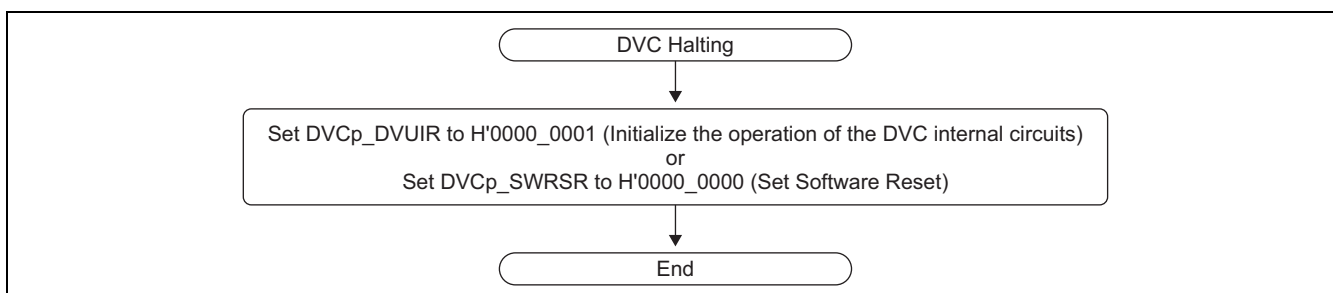 DVC Halting
Set DVCp_DVUIR to H'0000_0001 (Initialize the operation of the DVC internal circuits)
or
Set DVCp_SWRSR to H'0000_0000 (Set Software Reset)
End